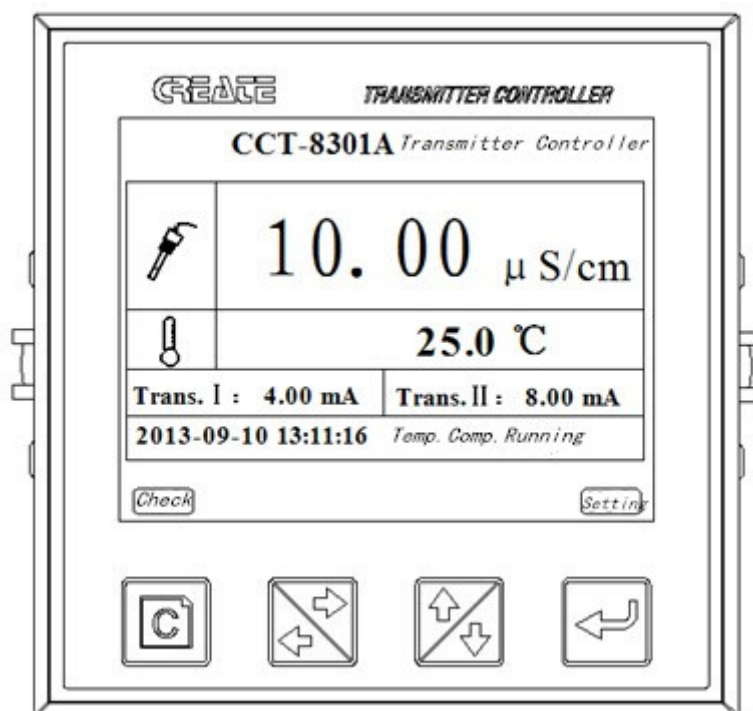 CREATE TRANSMITTER CONTROLLER
CCT-8301A Transmitter Controller
10.00 μS/cm
25.0 ℃
Trans.Ⅰ: 4.00 mA Trans.Ⅱ: 8.00 mA
2013-09-10 13:11:16 Temp.Comp.Running
Check Setting
C